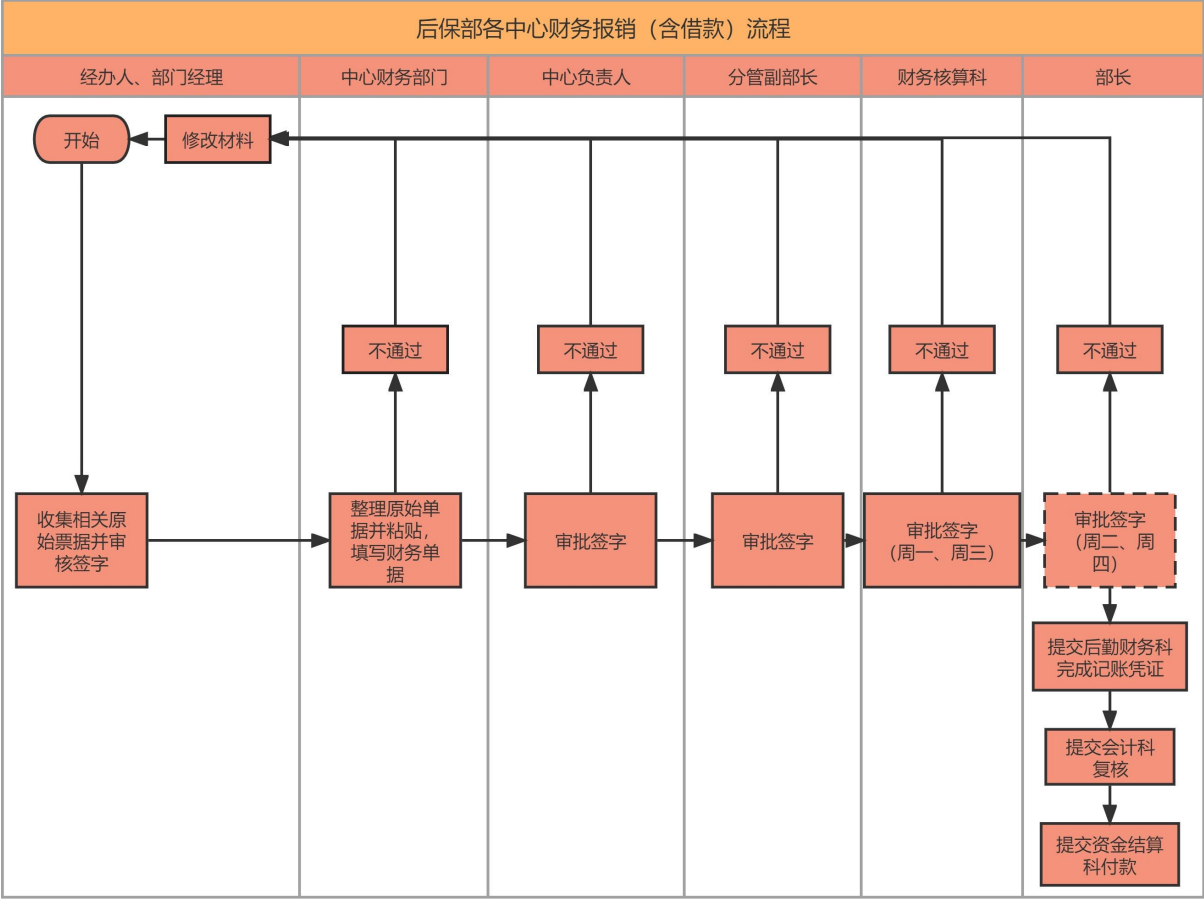 后保部各中心财务报销（含借款）流程
经办人、部门经理
中心财务部门
中心负责人
分管副部长
财务核算科
部长
开始
修改材料
不通过
不通过
不通过
不通过
不通过
收集相关原
始票据并审
核签字
整理原始单
据并粘贴，
填写财务单
据
审批签字
审批签字
审批签字
（周一、周三）
审批签字
（周二、周
四）
提交后勤财务科
完成记账凭证
提交会计科
复核
提交资金结算
科付款